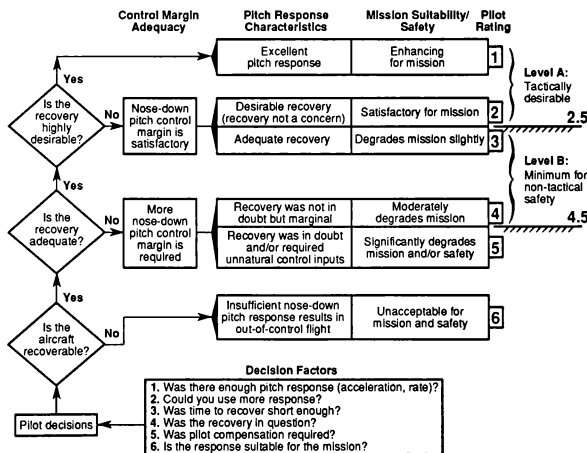 Control Margin
Adequacy
Pitch Response
Characteristics
Mission Suitability/
Safety
Pilot
Rating
Yes
Excellent
pitch response
Enhancing
for mission
1
Level A:
Tactically
desirable
Is the
recovery
highly
desirable?
No
Nose-down
pitch control
margin is
satisfactory
Desirable recovery
(recovery not a concern)
Satisfactory for mission
2
2.5
Adequate recovery
Degrades mission slightly
3
Level B:
Minimum for
non-tactical
safety
Yes
Is the
recovery
adequate?
No
More
nose-down
pitch control
margin is
required
Recovery was not in
doubt but marginal
Moderately
degrades mission
4
4.5
Recovery was in doubt
and/or required
unnatural control inputs
Significantly degrades
mission and/or safety
5
Yes
Is the
aircraft
recoverable?
No
Insufficient nose-down
pitch response results in
out-of-control flight
Unacceptable for
mission and safety
6
Decision Factors
Pilot decisions
1. Was there enough pitch response (acceleration, rate)?
2. Could you use more response?
3. Was time to recover short enough?
4. Was the recovery in question?
5. Was pilot compensation required?
6. Is the response suitable for the mission?